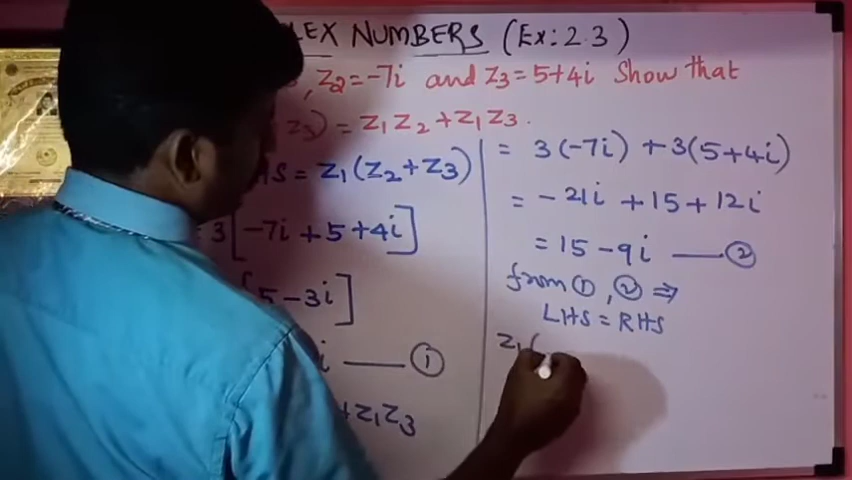 LEX NUMBERS (Ex: 2.3)
, z₂ = -7i and z₃ = 5+4i Show that
z₃) = z₁z₂ + z₁z₃.
HS = z₁(z₂+z₃)
= 3[-7i + 5 + 4i]
[5 - 3i]
i —— ①
+ z₁z₃
= 3(-7i) + 3(5+4i)
= -21i + 15 + 12i
= 15 - 9i —— ②
from ①, ② ⇒
LHS = RHS
z₁(